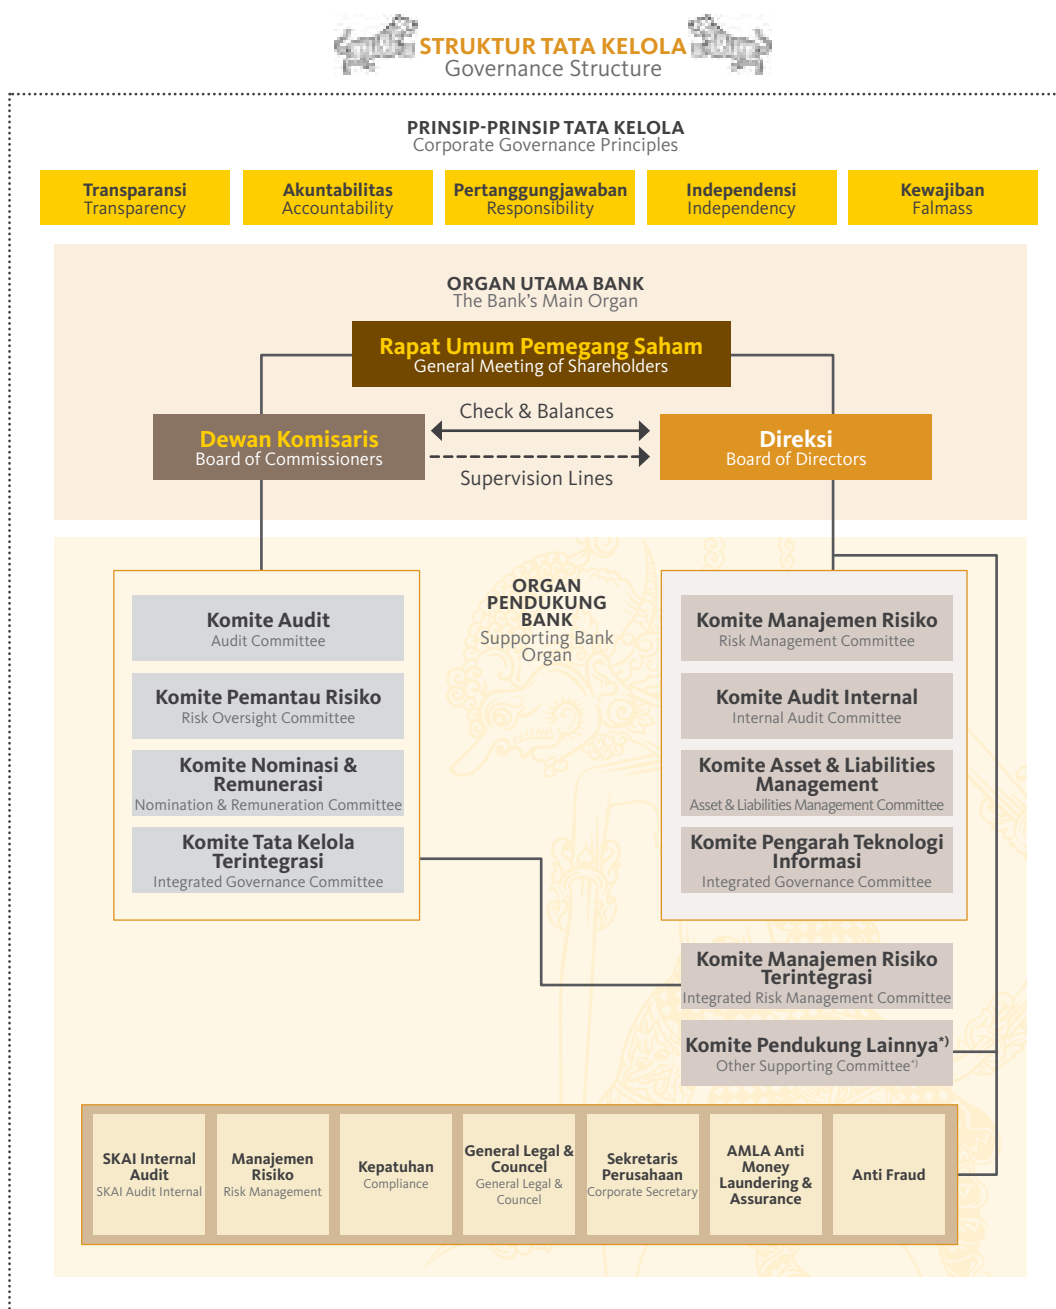 STRUKTUR TATA KELOLA
Governance Structure
PRINSIP-PRINSIP TATA KELOLA
Corporate Governance Principles
Transparansi
Transparency
Akuntabilitas
Accountability
Pertanggungjawaban
Responsibility
Independensi
Independency
Kewajiban
Falmass
ORGAN UTAMA BANK
The Bank's Main Organ
Rapat Umum Pemegang Saham
General Meeting of Shareholders
Check & Balances
Dewan Komisaris
Board of Commissioners
Direksi
Board of Directors
Supervision Lines
ORGAN
PENDUKUNG
BANK
Supporting Bank
Organ
Komite Audit
Audit Committee
Komite Pemantau Risiko
Risk Oversight Committee
Komite Nominasi &
Remunerasi
Nomination & Remuneration Committee
Komite Tata Kelola
Terintegrasi
Integrated Governance Committee
Komite Manajemen Risiko
Risk Management Committee
Komite Audit Internal
Internal Audit Committee
Komite Asset & Liabilities
Management
Asset & Liabilities Management Committee
Komite Pengarah Teknologi
Informasi
Integrated Governance Committee
Komite Manajemen Risiko
Terintegrasi
Integrated Risk Management Committee
Komite Pendukung Lainnya*)
Other Supporting Committee*)
SKAI Internal
Audit
SKAI Audit Internal
Manajemen
Risiko
Risk Management
Kepatuhan
Compliance
General Legal &
Councel
General Legal &
Councel
Sekretaris
Perusahaan
Corporate Secretary
AMLA Anti
Money
Laundering &
Assurance
Anti Fraud